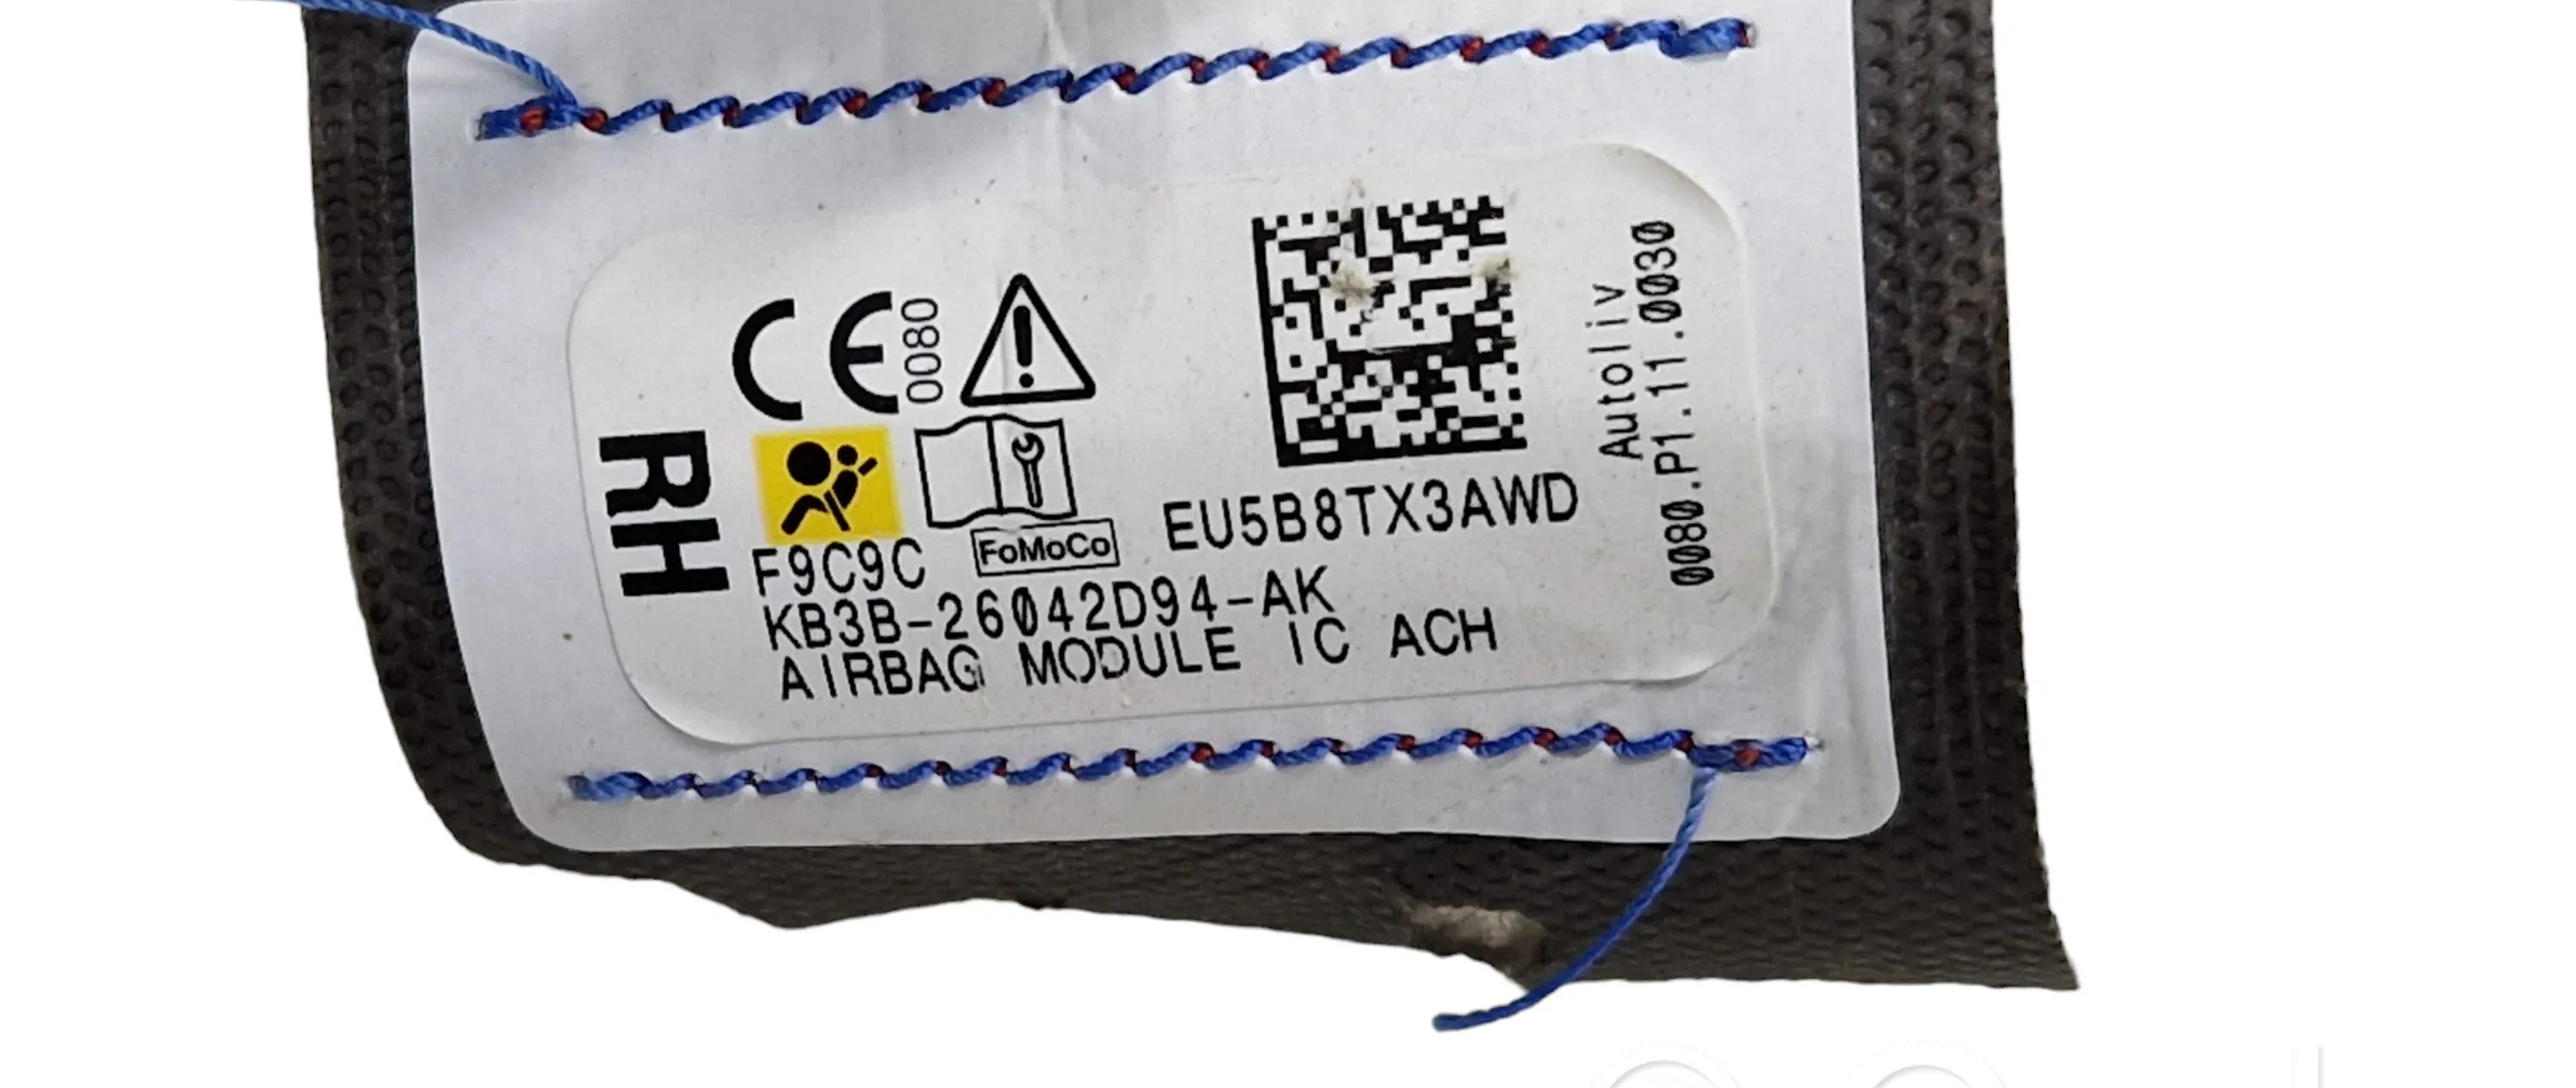 CE 0080
RH
F9C9C
FoMoCo
EU5B8TX3AWD
KB3B-26042D94-AK
AIRBAG MODULE IC ACH
Autoliv
0080.P1.11.0030